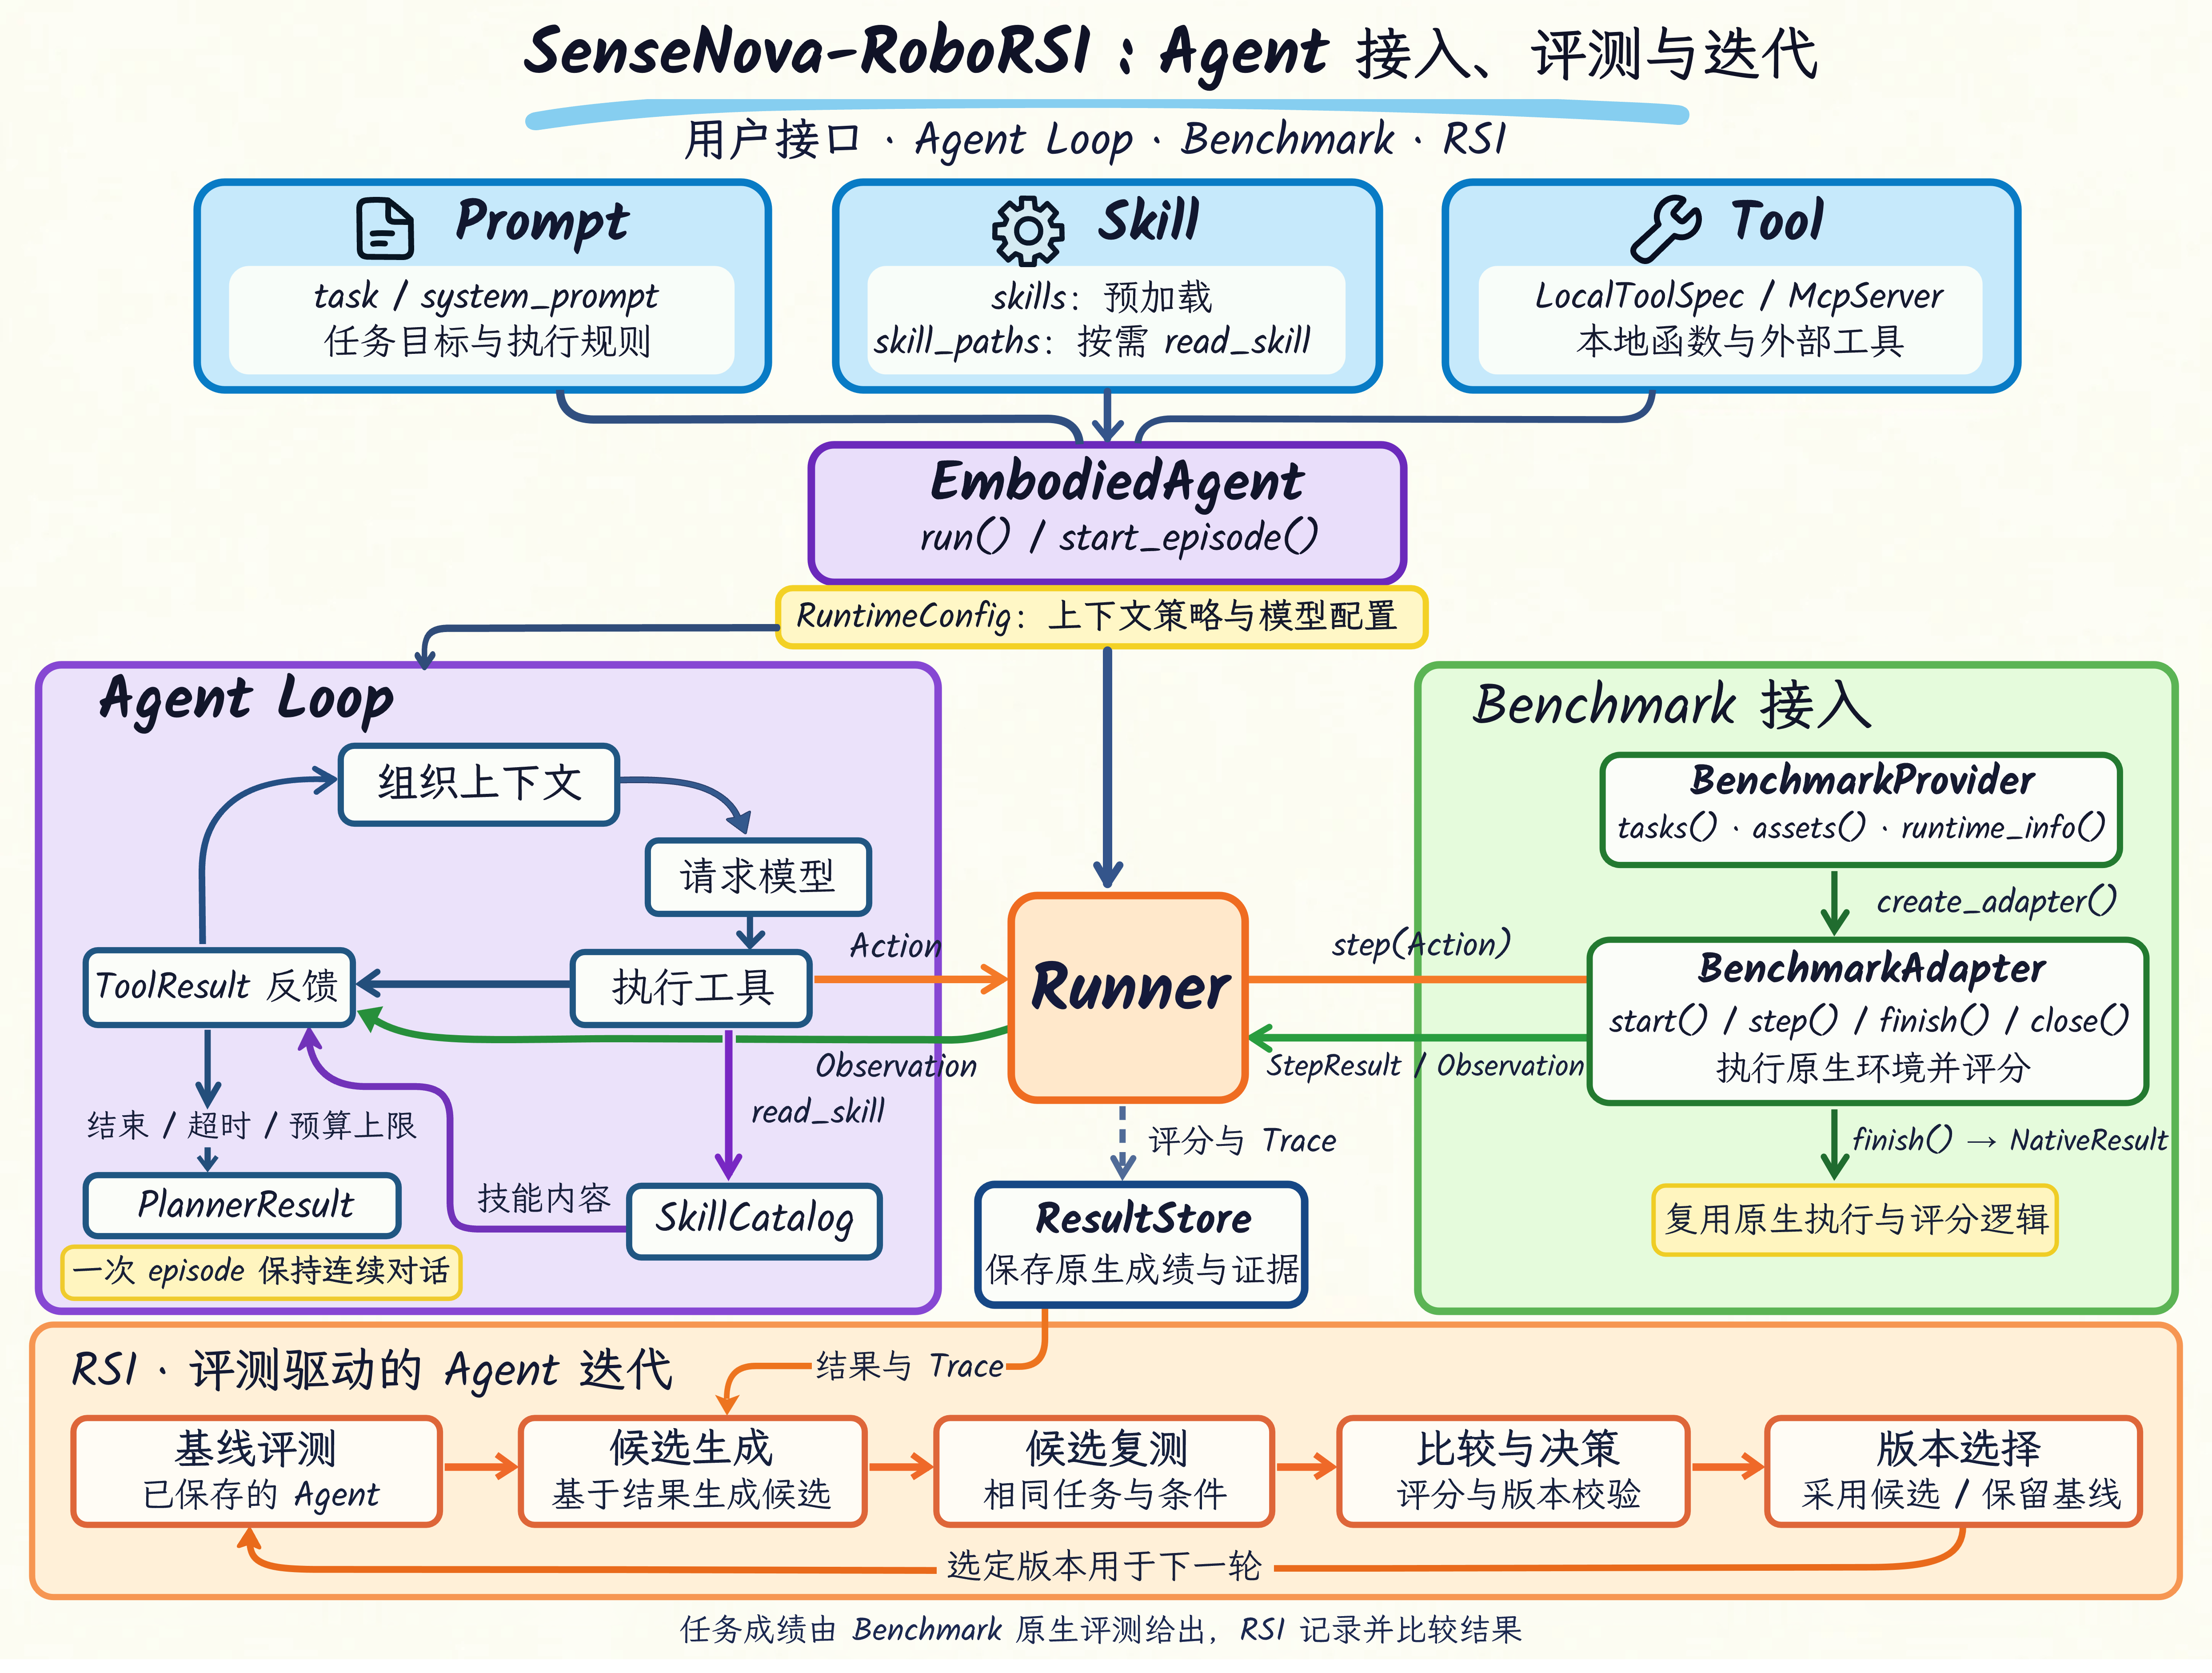 SenseNova-RoboRSI : Agent 接入、评测与迭代
用户接口 · Agent Loop · Benchmark · RSI
Prompt
task / system_prompt
任务目标与执行规则
Skill
skills: 预加载
skill_paths: 按需 read_skill
Tool
LocalToolSpec / McpServer
本地函数与外部工具
EmbodiedAgent
run() / start_episode()
RuntimeConfig: 上下文策略与模型配置
Agent Loop
组织上下文
请求模型
执行工具
ToolResult 反馈
Action
Observation
read_skill
结束 / 超时 / 预算上限
PlannerResult
技能内容
SkillCatalog
一次 episode 保持连续对话
Runner
step(Action)
StepResult / Observation
评分与 Trace
ResultStore
保存原生成绩与证据
Benchmark 接入
BenchmarkProvider
tasks() · assets() · runtime_info()
create_adapter()
BenchmarkAdapter
start() / step() / finish() / close()
执行原生环境并评分
finish() → NativeResult
复用原生执行与评分逻辑
RSI · 评测驱动的 Agent 迭代
结果与 Trace
基线评测
已保存的 Agent
候选生成
基于结果生成候选
候选复测
相同任务与条件
比较与决策
评分与版本校验
版本选择
采用候选 / 保留基线
选定版本用于下一轮
任务成绩由 Benchmark 原生评测给出, RSI 记录并比较结果